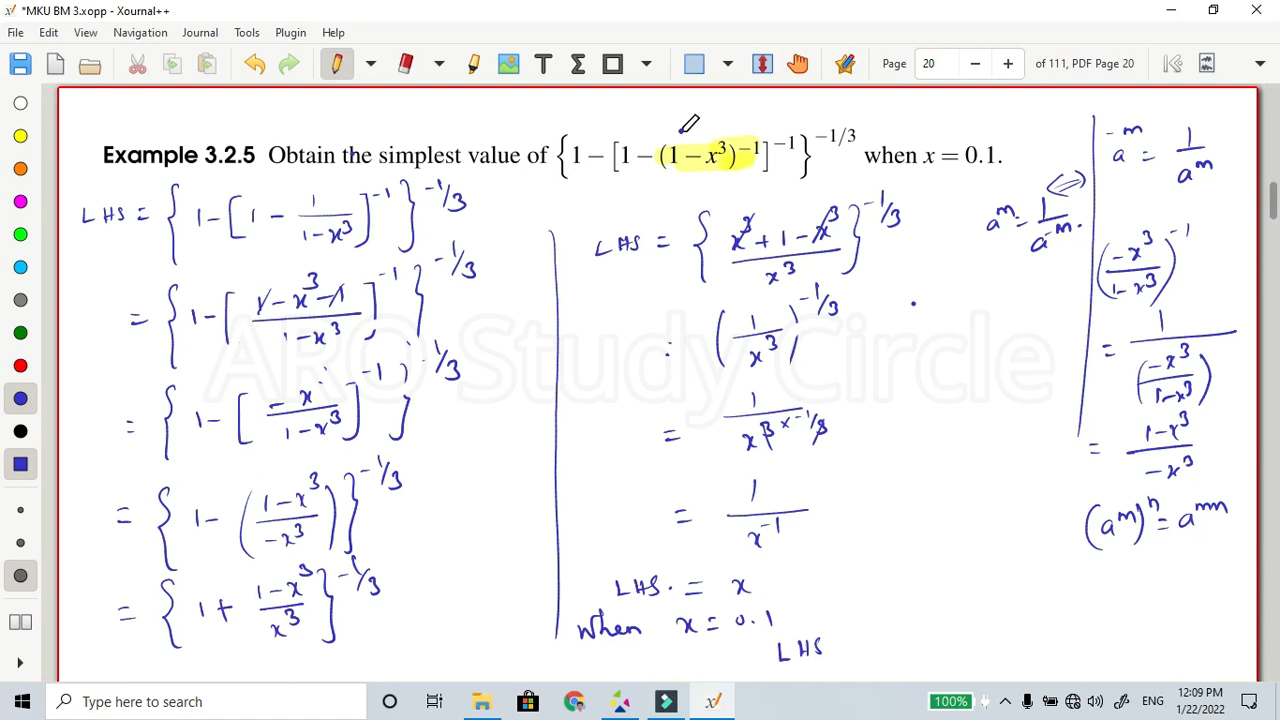 *MKU BM 3.xopp - Xournal++
File Edit View Navigation Journal Tools Plugin Help
Page 20 of 111, PDF Page 20
Example 3.2.5 Obtain the simplest value of {1 − [1 − (1 − x³)⁻¹]⁻¹}^(−1/3) when x = 0.1.
LHS = {1 - [1 - 1/(1-x³)]⁻¹}^(-1/3)
= {1 - [(1-x³-1)/(1-x³)]⁻¹}^(-1/3)
= {1 - [-x/(1-x³)]⁻¹}^(-1/3)
= {1 - ((1-x³)/(-x³))}^(-1/3)
= {1 + (1-x³)/x³}^(-1/3)
LHS = {(x³+1-x³)/x³}^(-1/3)
= (1/x³)^(-1/3)
= 1/x^(3×-1/3)
= 1/x⁻¹
LHS. = x
When x = 0.1
LHS
a^(-m) = 1/a^m
a^m = 1/a^(-m).
(-x³/(1-x³))⁻¹
= 1/(-x³/(1-x³))
= (1-x³)/(-x³)
(a^m)^n = a^(mn)
ARO Study Circle
Type here to search
100%
ENG
12:09 PM
1/22/2022